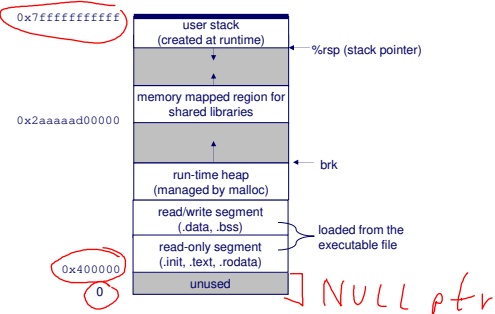 0x7fffffffffff
user stack
(created at runtime)
%rsp (stack pointer)
memory mapped region for
shared libraries
0x2aaaaad00000
brk
run-time heap
(managed by malloc)
read/write segment
(.data, .bss)
loaded from the
executable file
read-only segment
(.init, .text, .rodata)
0x400000
unused
0
NULL ptr